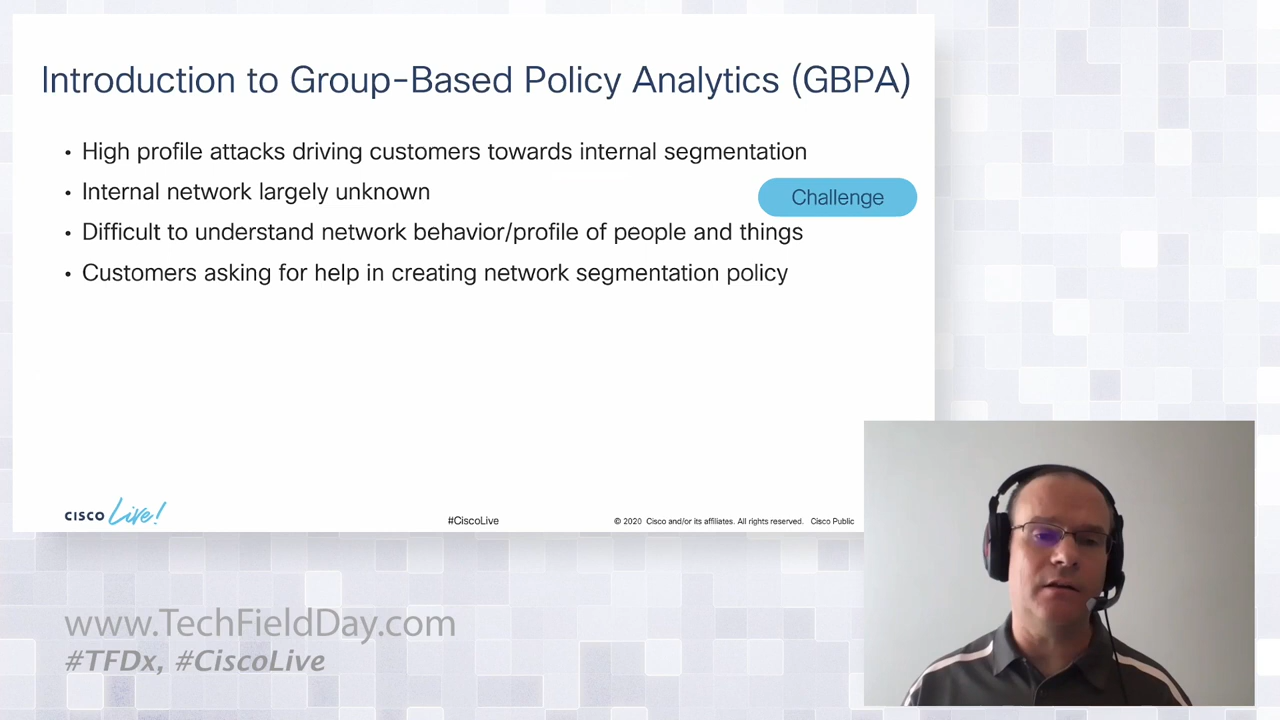 Introduction to Group-Based Policy Analytics (GBPA)
• High profile attacks driving customers towards internal segmentation
• Internal network largely unknown
Challenge
• Difficult to understand network behavior/profile of people and things
• Customers asking for help in creating network segmentation policy
CISCO Live!
#CiscoLive
© 2020 Cisco and/or its affiliates. All rights reserved. Cisco Public
www.TechFieldDay.com
#TFDx, #CiscoLive